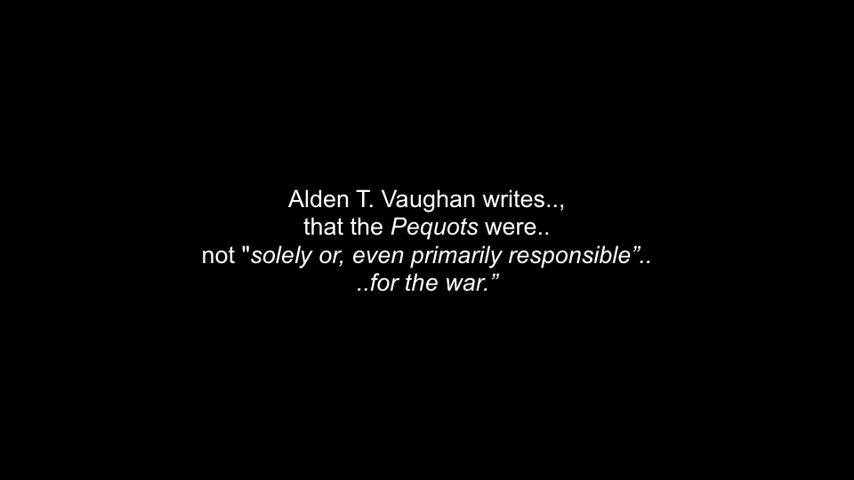 Alden T. Vaughan writes..,
that the Pequots were..
not "solely or, even primarily responsible”..
..for the war.”